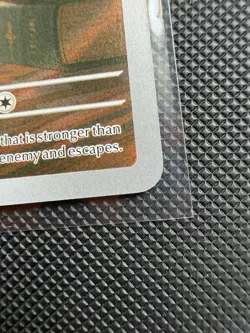 that is stronger than
enemy and escapes.